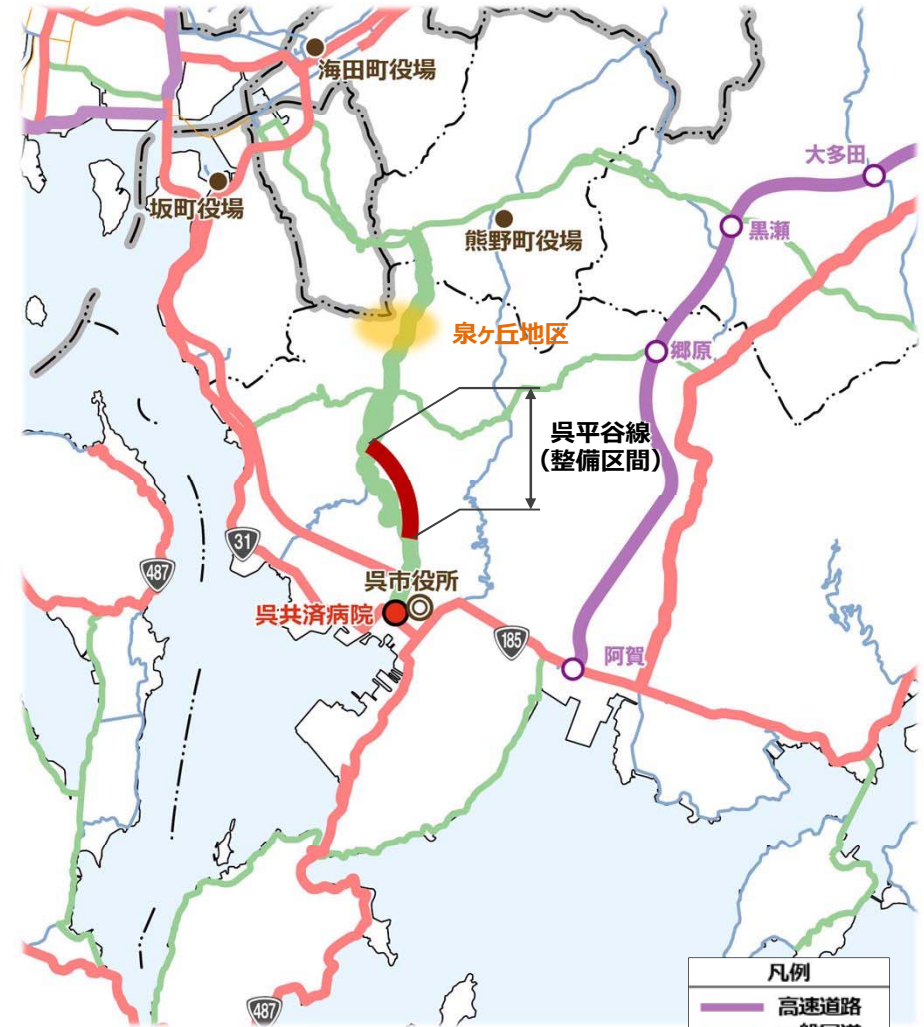 海田町役場
大多田
坂町役場
熊野町役場
黒瀬
泉ヶ丘地区
郷原
呉平谷線
（整備区間）
31
487
呉市役所
呉共済病院
185
阿賀
凡例
高速道路
487